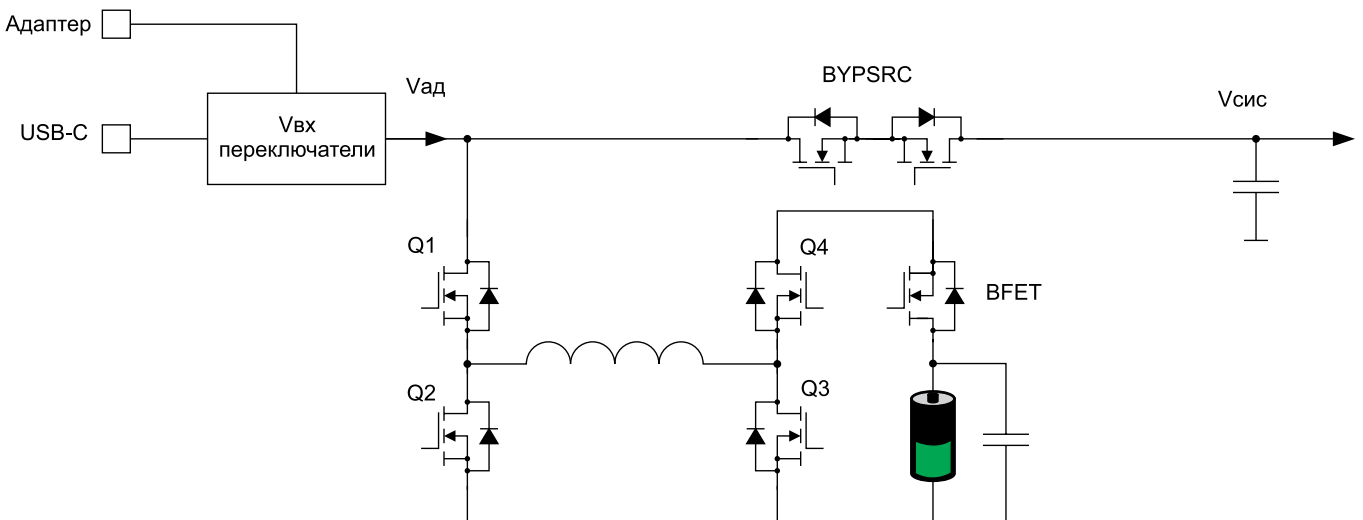 Адаптер
USB-C
Vвх
переключатели
Vад
BYPSRC
Vсис
Q1
Q4
BFET
Q2
Q3